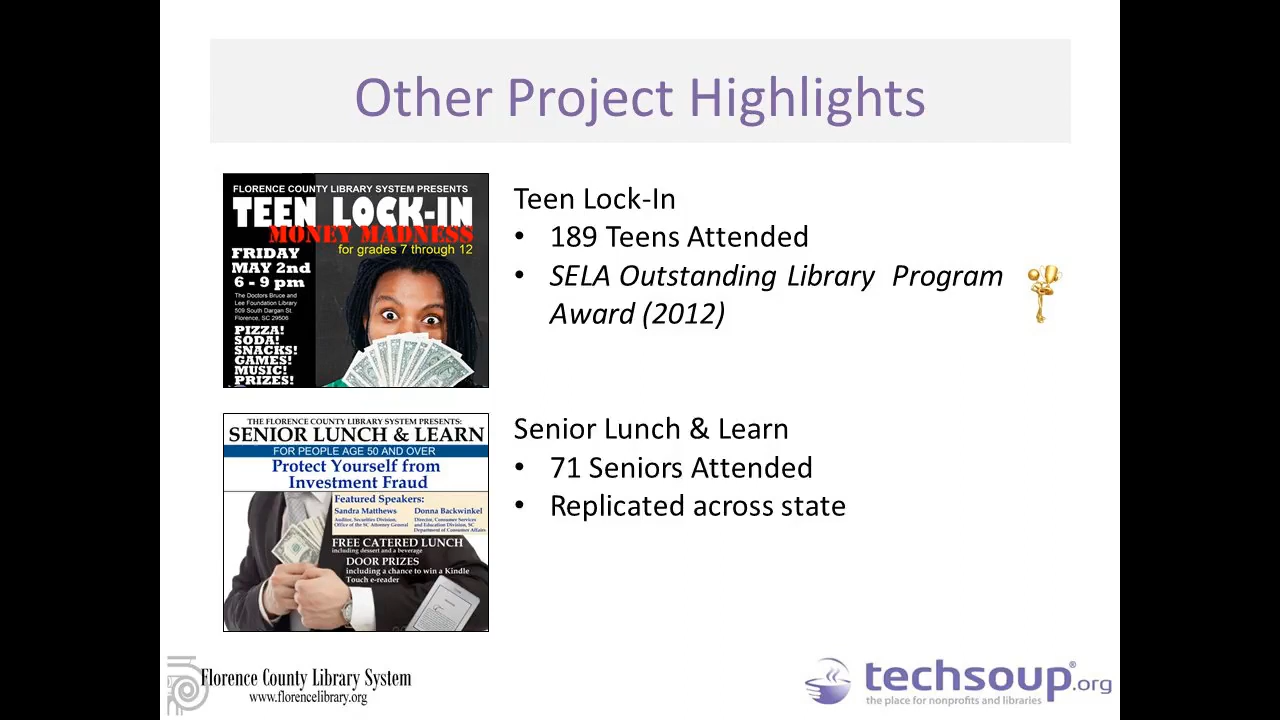 Other Project Highlights
FLORENCE COUNTY LIBRARY SYSTEM PRESENTS
TEEN LOCK-IN
MONEY MADNESS
for grades 7 through 12
FRIDAY
MAY 2nd
6 - 9 pm
The Doctors Bruce and
Lee Foundation Library
509 South Dargan St.
Florence, SC 29506
PIZZA!
SODA!
SNACKS!
GAMES!
MUSIC!
PRIZES!
Teen Lock-In
• 189 Teens Attended
• SELA Outstanding Library Program
Award (2012)
THE FLORENCE COUNTY LIBRARY SYSTEM PRESENTS:
SENIOR LUNCH & LEARN
FOR PEOPLE AGE 50 AND OVER
Protect Yourself from
Investment Fraud
Featured Speakers:
Sandra Matthews
Auditor, Securities Division,
Office of the SC Attorney General
Donna Backwinkel
Director, Consumer Services
and Education Division, SC
Department of Consumer Affairs
FREE CATERED LUNCH
including dessert and a beverage
DOOR PRIZES
including a chance to win a Kindle
Touch e-reader
Senior Lunch & Learn
• 71 Seniors Attended
• Replicated across state
Florence County Library System
www.florencelibrary.org
techsoup®.org
the place for nonprofits and libraries